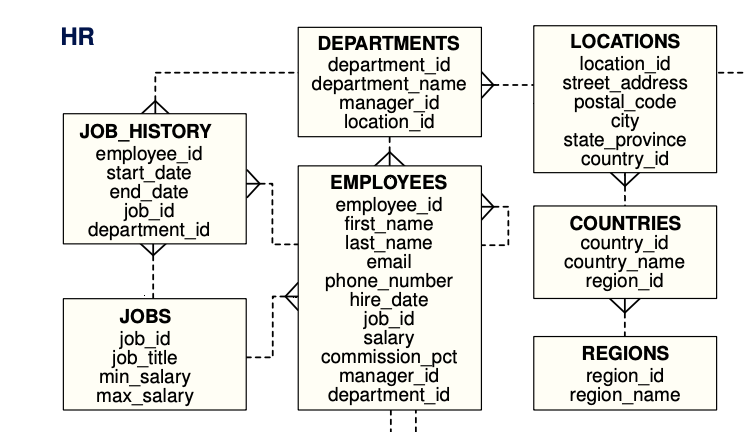 HR
DEPARTMENTS
department_id
department_name
manager_id
location_id
LOCATIONS
location_id
street_address
postal_code
city
state_province
country_id
JOB_HISTORY
employee_id
start_date
end_date
job_id
department_id
EMPLOYEES
employee_id
first_name
last_name
email
phone_number
hire_date
job_id
salary
commission_pct
manager_id
department_id
COUNTRIES
country_id
country_name
region_id
JOBS
job_id
job_title
min_salary
max_salary
REGIONS
region_id
region_name